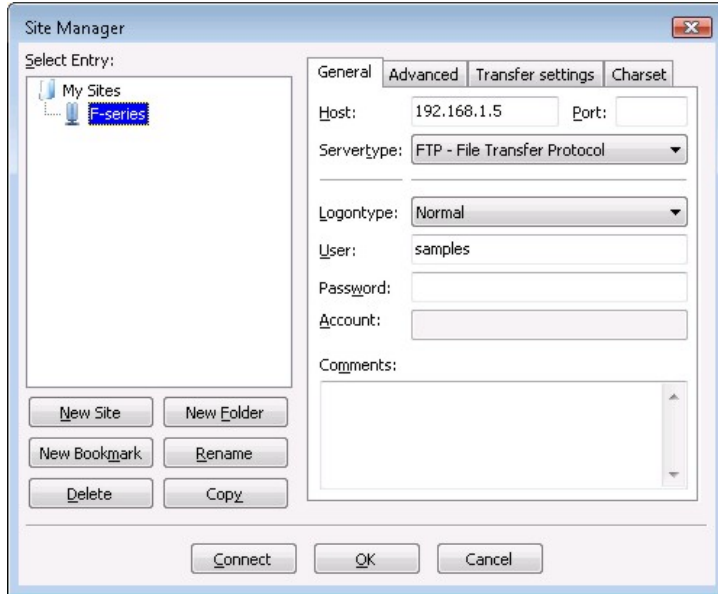 Site Manager
Select Entry:
My Sites
F-series
New Site
New Folder
New Bookmark
Rename
Delete
Copy
General
Advanced
Transfer settings
Charset
Host:
192.168.1.5
Port:
Servertype:
FTP - File Transfer Protocol
Logontype:
Normal
User:
samples
Password:
Account:
Comments:
Connect
OK
Cancel